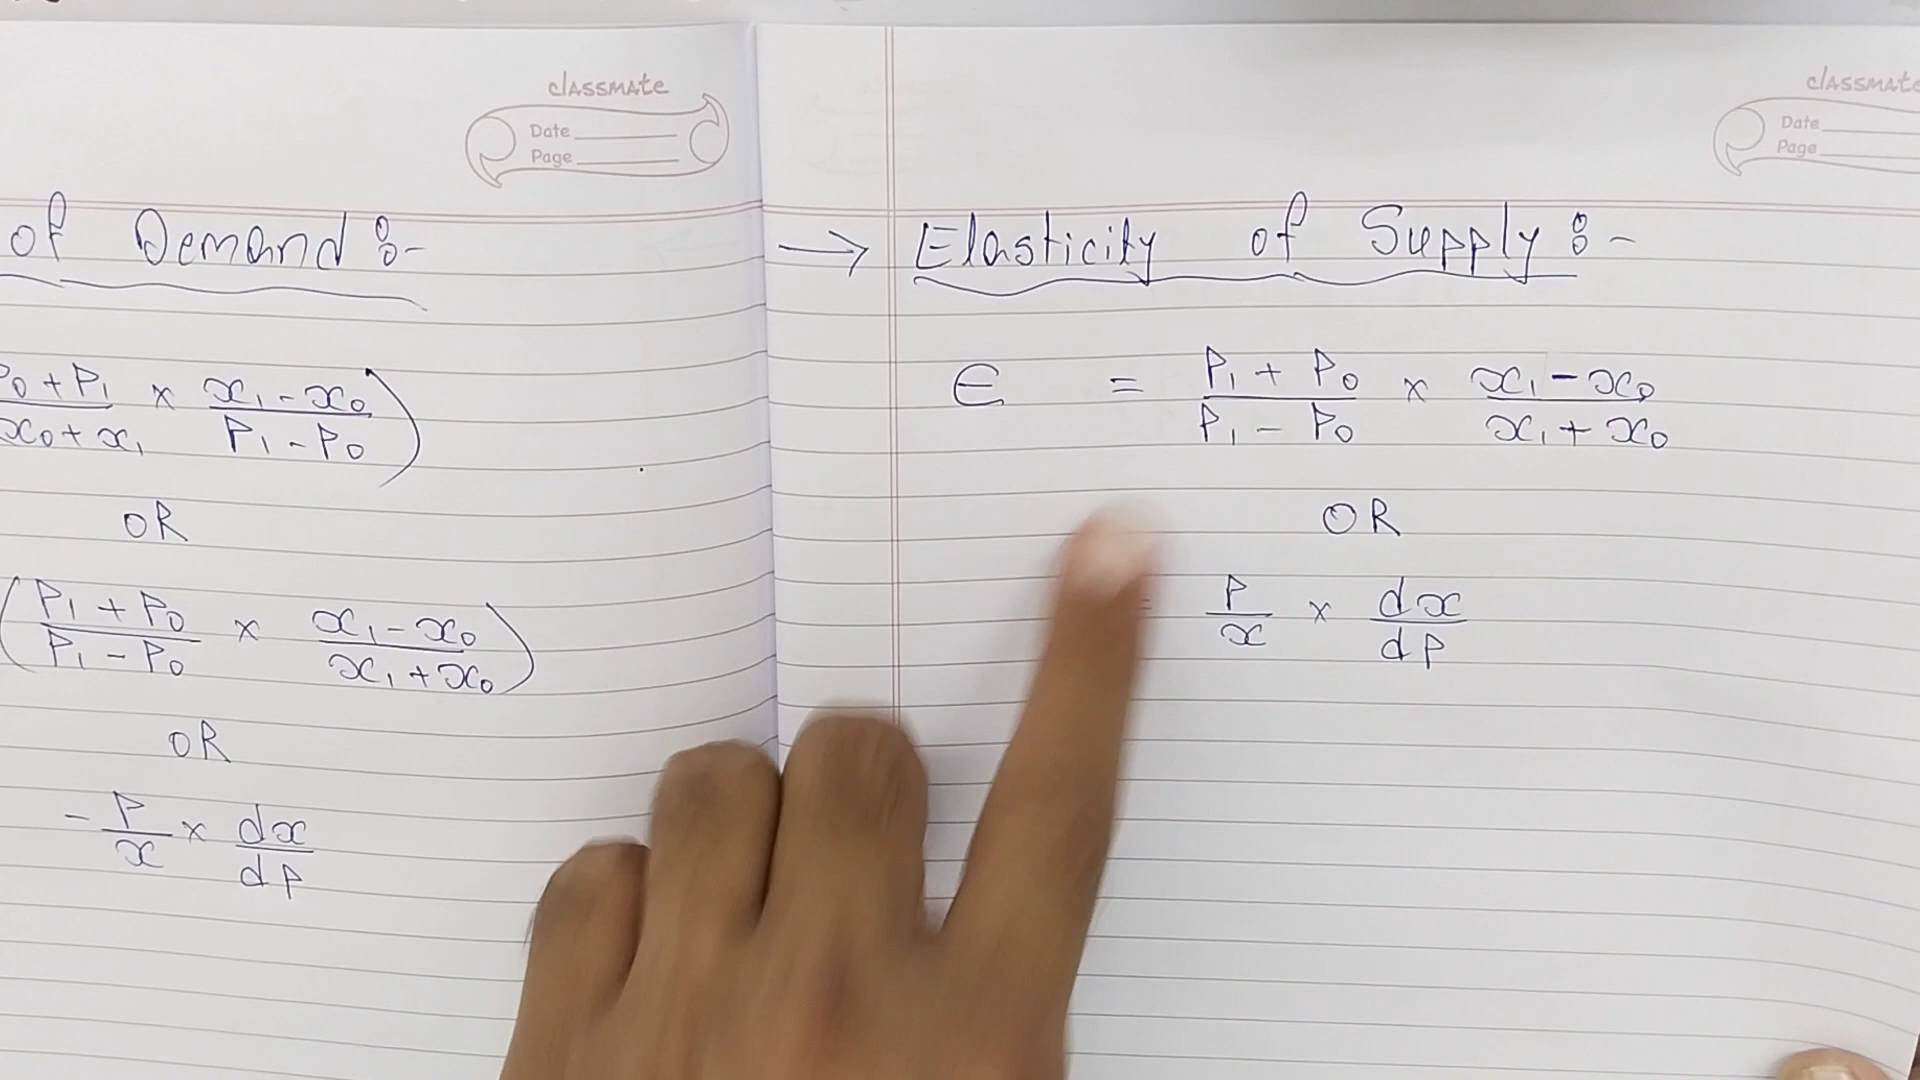 classmate
Date
Page
of Demand :-
P0 + P1 / x0 + x1 × x1 - x0 / P1 - P0 )
OR
( P1 + P0 / P1 - P0 × x1 - x0 / x1 + x0 )
OR
- P / x × dx / dP
classmate
Date
Page
→ Elasticity of Supply :-
∈ = P1 + P0 / P1 - P0 × x1 - x0 / x1 + x0
OR
= P / x × dx / dP